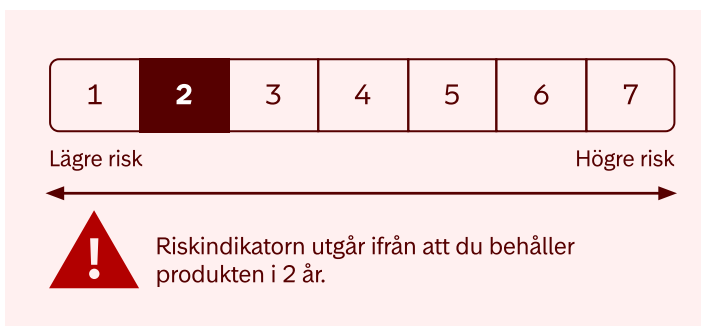 1 2 3 4 5 6 7
Lägre risk Högre risk
!
Riskindikatorn utgår ifrån att du behåller
produkten i 2 år.